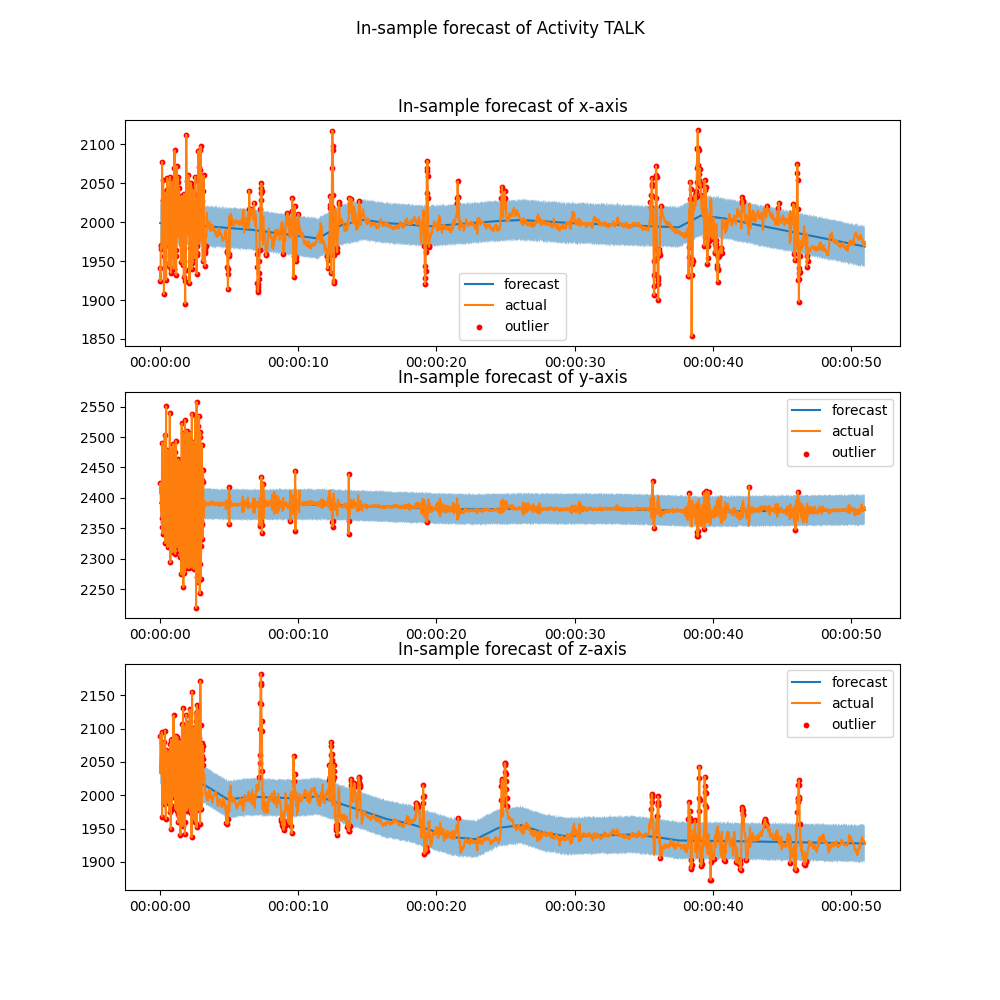 In-sample forecast of Activity TALK
In-sample forecast of x-axis
2100
2050
2000
1950
1900
1850
forecast
actual
outlier
00:00:00 00:00:10 00:00:20 00:00:30 00:00:40 00:00:50
In-sample forecast of y-axis
2550
2500
2450
2400
2350
2300
2250
forecast
actual
outlier
00:00:00 00:00:10 00:00:20 00:00:30 00:00:40 00:00:50
In-sample forecast of z-axis
2150
2100
2050
2000
1950
1900
forecast
actual
outlier
00:00:00 00:00:10 00:00:20 00:00:30 00:00:40 00:00:50